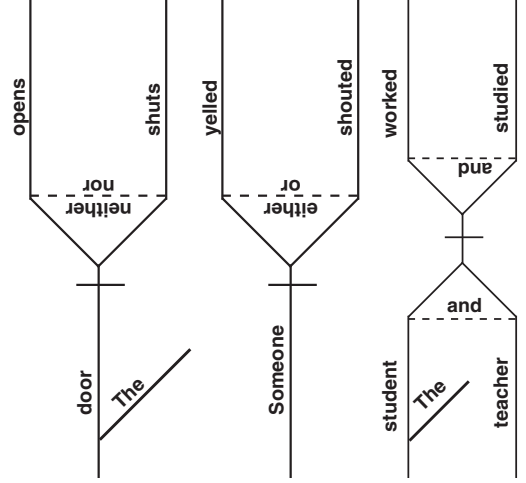 opens
shuts
nor
neither
door
The
yelled
shouted
or
either
Someone
worked
studied
and
and
student
The
teacher